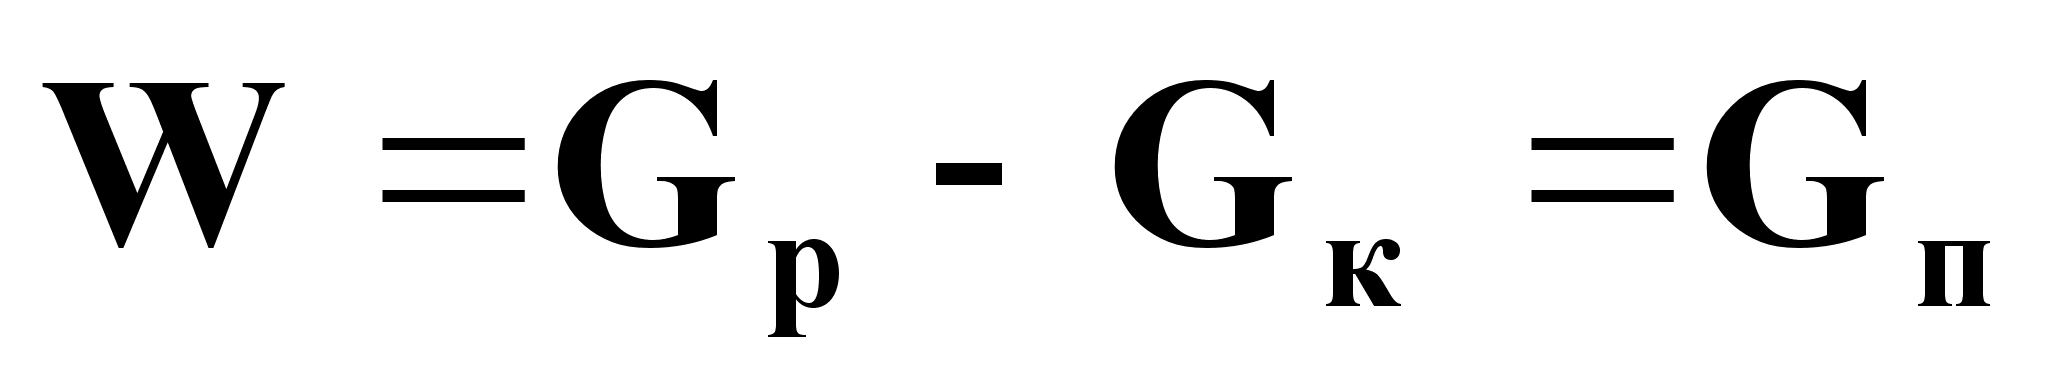 W = Gр - Gк = Gп